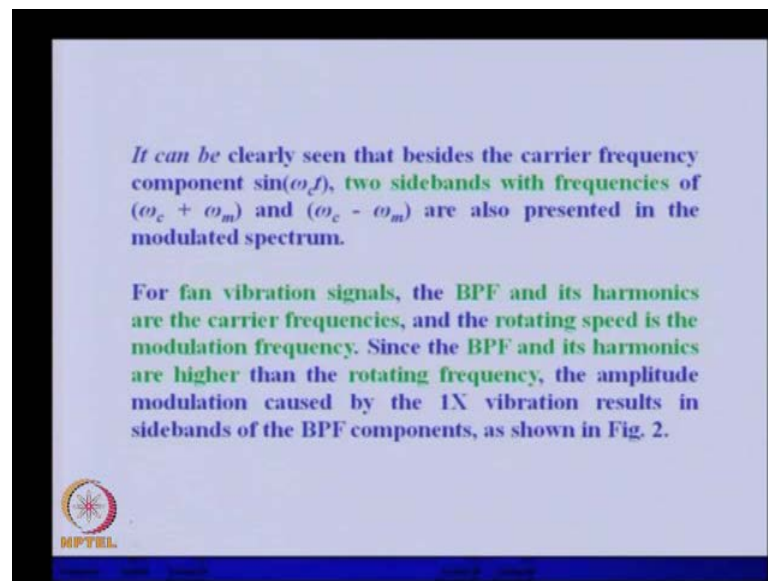 It can be clearly seen that besides the carrier frequency
component sin(ω_c t), two sidebands with frequencies of
(ω_c + ω_m) and (ω_c - ω_m) are also presented in the
modulated spectrum.
For fan vibration signals, the BPF and its harmonics
are the carrier frequencies, and the rotating speed is the
modulation frequency. Since the BPF and its harmonics
are higher than the rotating frequency, the amplitude
modulation caused by the 1X vibration results in
sidebands of the BPF components, as shown in Fig. 2.
NPTEL